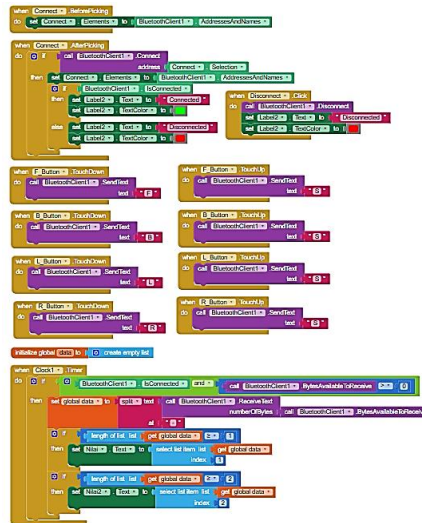 when Connect .BeforePicking
do set Connect . Elements to BluetoothClient1 . AddressesAndNames
when Connect .AfterPicking
do if call BluetoothClient1 .Connect
address Connect . Selection
then set Connect . Elements to BluetoothClient1 . AddressesAndNames
if BluetoothClient1 . IsConnected
then set Label2 . Text to "Connected"
set Label2 . TextColor to
else set Label2 . Text to "Disconnected"
set Label2 . TextColor to
when Disconnect .Click
do call BluetoothClient1 .Disconnect
set Label2 . Text to "Disconnected"
set Label2 . TextColor to
when F_Button .TouchDown
do call BluetoothClient1 .SendText
text "F"
when F_Button .TouchUp
do call BluetoothClient1 .SendText
text "S"
when B_Button .TouchDown
do call BluetoothClient1 .SendText
text "B"
when B_Button .TouchUp
do call BluetoothClient1 .SendText
text "S"
when L_Button .TouchDown
do call BluetoothClient1 .SendText
text "L"
when L_Button .TouchUp
do call BluetoothClient1 .SendText
text "S"
when R_Button .TouchDown
do call BluetoothClient1 .SendText
text "R"
when R_Button .TouchUp
do call BluetoothClient1 .SendText
text "S"
initialize global data to create empty list
when Clock1 .Timer
do if BluetoothClient1 . IsConnected and call BluetoothClient1 .BytesAvailableToReceive > 0
then set global data to split text call BluetoothClient1 .ReceiveText
numberOfBytes call BluetoothClient1 .BytesAvailableToReceive
at
if length of list list get global data ≥ 1
then set Nilai . Text to select list item list get global data
index 1
if length of list list get global data ≥ 2
then set Nilai2 . Text to select list item list get global data
index 2